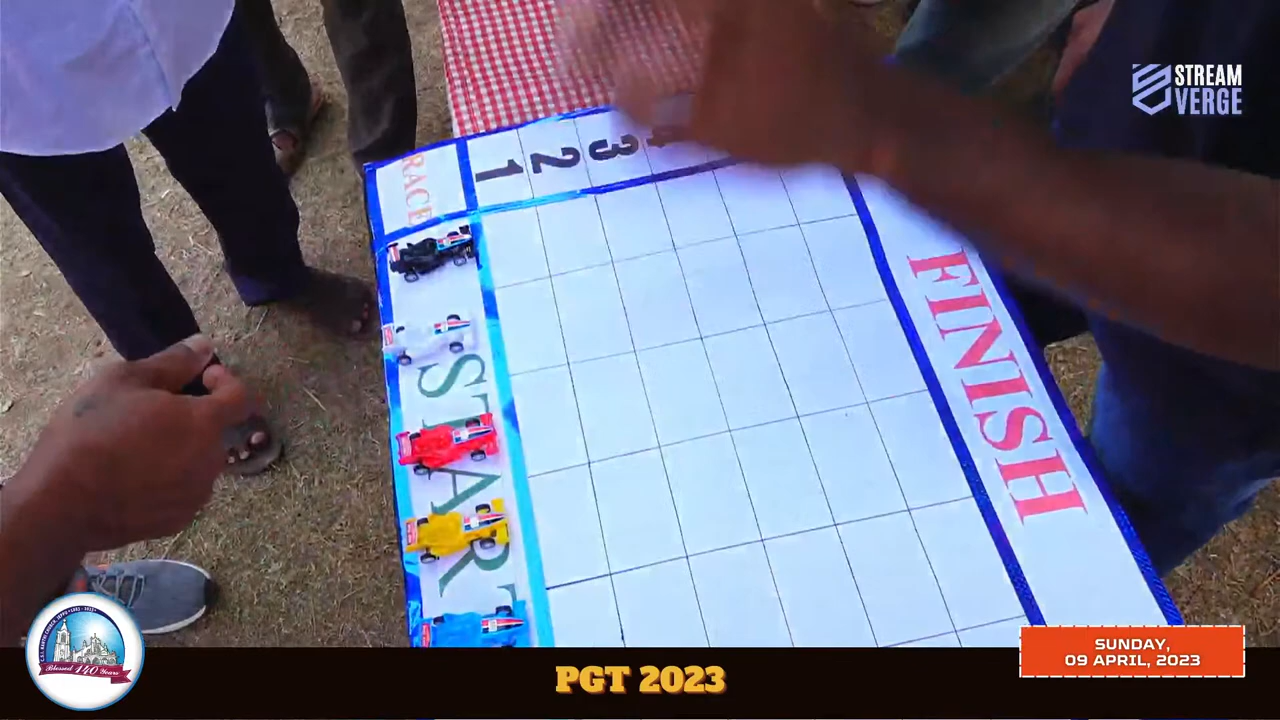 STREAM
VERGE
RACE
1
2
3
START
FINISH
PGT 2023
SUNDAY,
09 APRIL, 2023
Blessed 140 Years